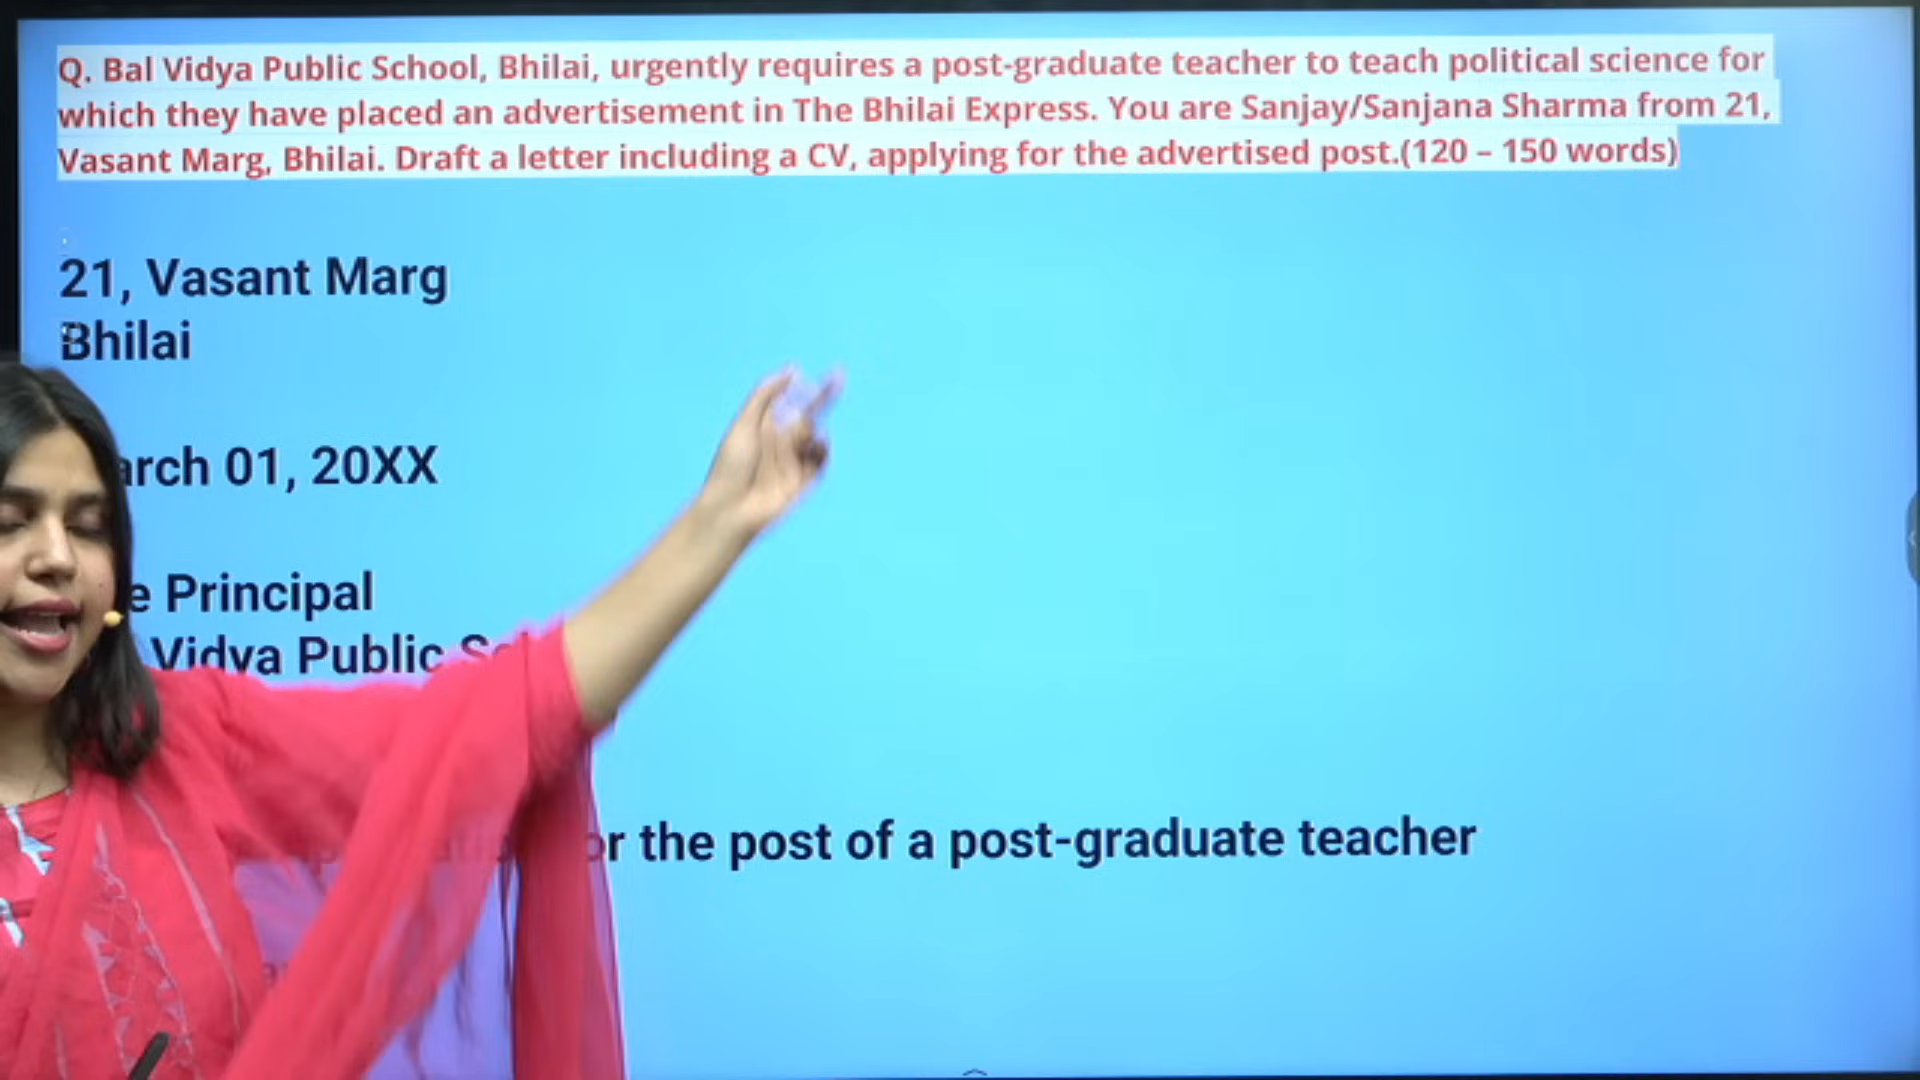 Q. Bal Vidya Public School, Bhilai, urgently requires a post-graduate teacher to teach political science for
which they have placed an advertisement in The Bhilai Express. You are Sanjay/Sanjana Sharma from 21,
Vasant Marg, Bhilai. Draft a letter including a CV, applying for the advertised post.(120 – 150 words)
21, Vasant Marg
Bhilai
arch 01, 20XX
e Principal
Vidya Public
or the post of a post-graduate teacher